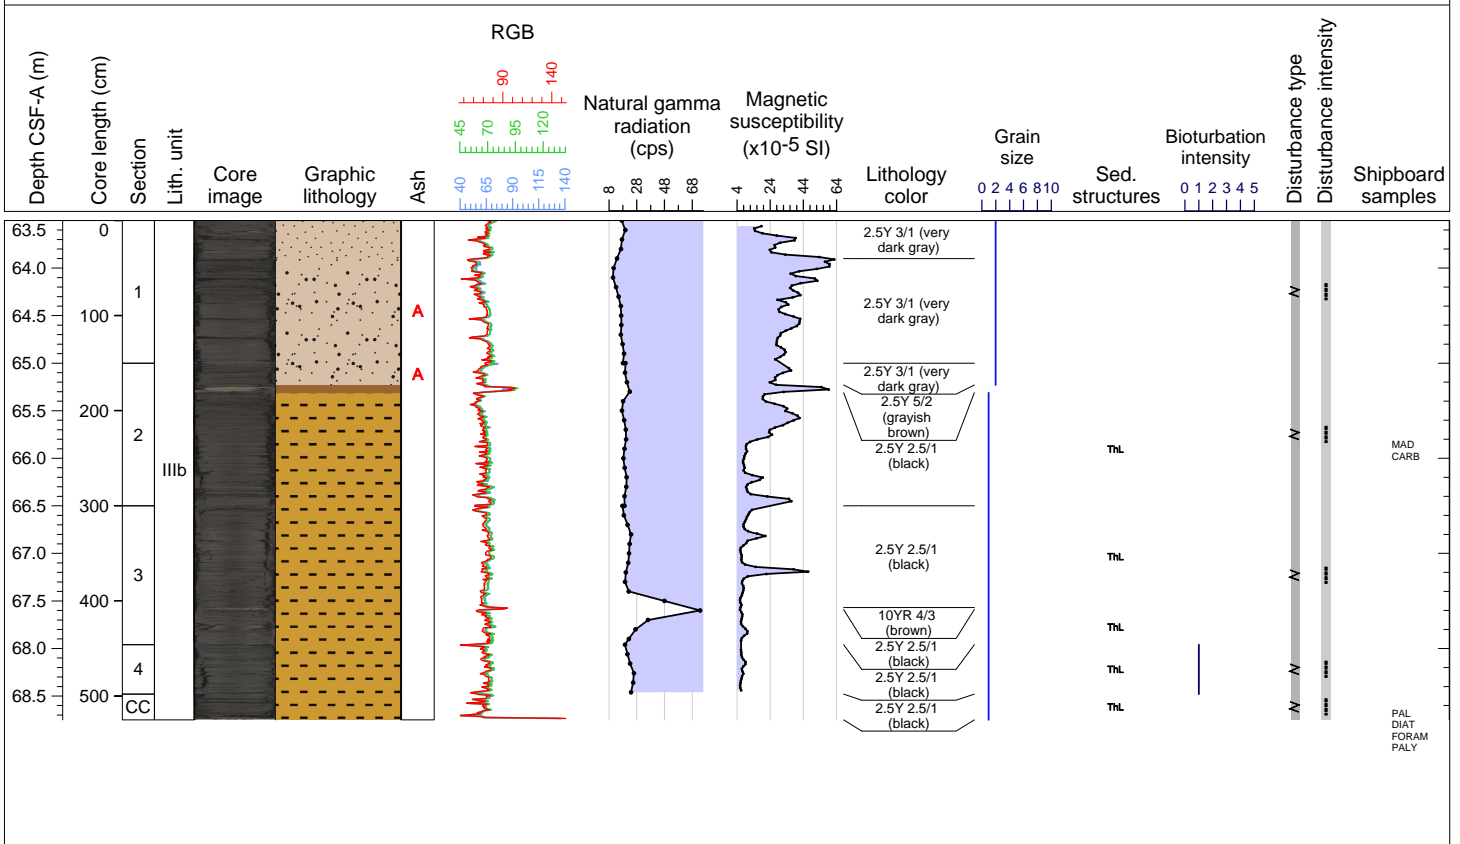 RGB
90
140
45
70
95
120
40
65
90
115
140
Depth CSF-A (m)
Core length (cm)
Section
Lith. unit
Core
image
Graphic
lithology
Ash
Natural gamma
radiation
(cps)
8 28 48 68
Magnetic
susceptibility
(x10-5 SI)
4 24 44 64
Lithology
color
Grain
size
0 2 4 6 8 10
Sed.
structures
Bioturbation
intensity
0 1 2 3 4 5
Disturbance type
Disturbance intensity
Shipboard
samples
63.5
64.0
64.5
65.0
65.5
66.0
66.5
67.0
67.5
68.0
68.5
0
100
200
300
400
500
1
2
3
4
CC
IIIb
A
A
2.5Y 3/1 (very
dark gray)
2.5Y 3/1 (very
dark gray)
2.5Y 3/1 (very
dark gray)
2.5Y 5/2
(grayish
brown)
2.5Y 2.5/1
(black)
2.5Y 2.5/1
(black)
10YR 4/3
(brown)
2.5Y 2.5/1
(black)
2.5Y 2.5/1
(black)
2.5Y 2.5/1
(black)
ThL
ThL
ThL
ThL
ThL
MAD
CARB
PAL
DIAT
FORAM
PALY